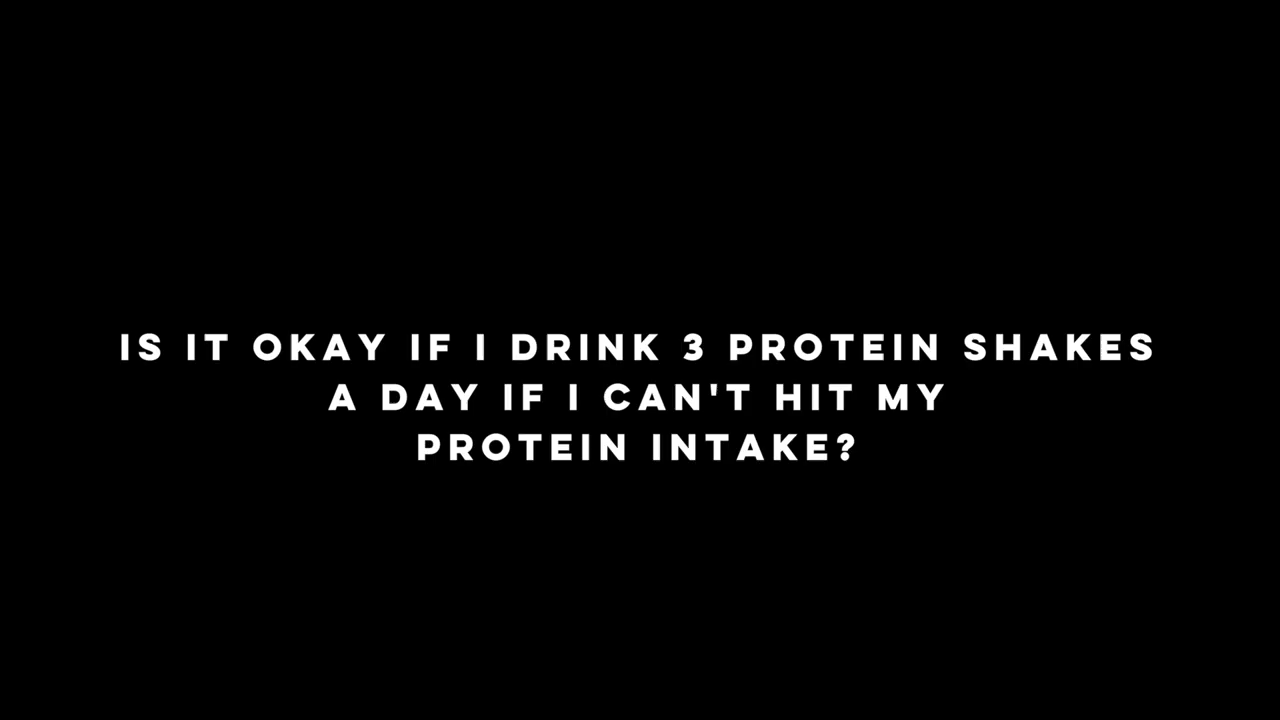 IS IT OKAY IF I DRINK 3 PROTEIN SHAKES
A DAY IF I CAN'T HIT MY
PROTEIN INTAKE?